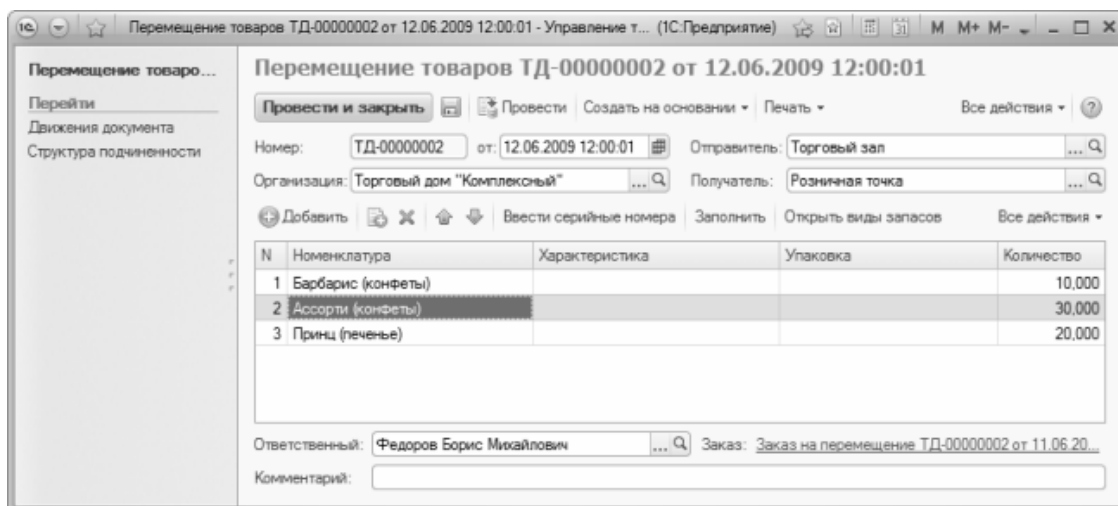 Перемещение товаров ТД-00000002 от 12.06.2009 12:00:01 - Управление т... (1С:Предприятие) M M+ M-
Перемещение товаро...
Перейти
Движения документа
Структура подчиненности
Перемещение товаров ТД-00000002 от 12.06.2009 12:00:01
Провести и закрыть Провести Создать на основании Печать Все действия
Номер: ТД-00000002 от: 12.06.2009 12:00:01 Отправитель: Торговый зал ...
Организация: Торговый дом "Комплексный" ... Получатель: Розничная точка ...
Добавить Ввести серийные номера Заполнить Открыть виды запасов Все действия
N Номенклатура Характеристика Упаковка Количество
1 Барбарис (конфеты) 10,000
2 Ассорти (конфеты) 30,000
3 Принц (печенье) 20,000
Ответственный: Федоров Борис Михайлович ... Заказ: Заказ на перемещение ТД-00000002 от 11.06.20...
Комментарий: